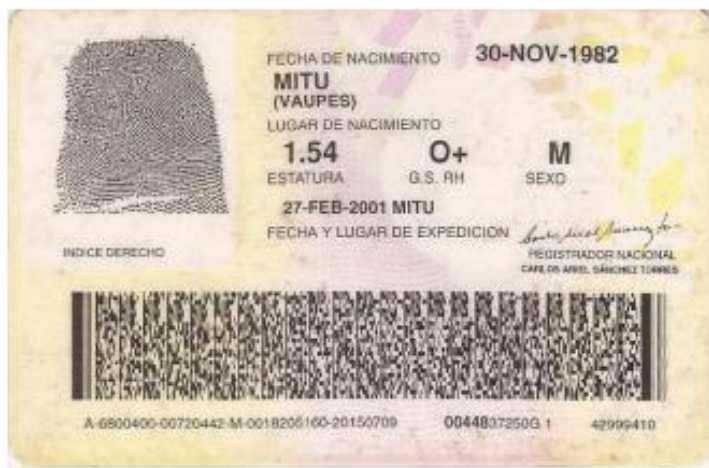 FECHA DE NACIMIENTO 30-NOV-1982
MITU
(VAUPES)
LUGAR DE NACIMIENTO
1.54 O+ M
ESTATURA G.S. RH SEXO
27-FEB-2001 MITU
FECHA Y LUGAR DE EXPEDICION
INDICE DERECHO
REGISTRADOR NACIONAL
CARLOS ARIEL SÁNCHEZ TORRES
A-6800400-00720442-M-0018205160-20150709 0044837250G 1 42999410